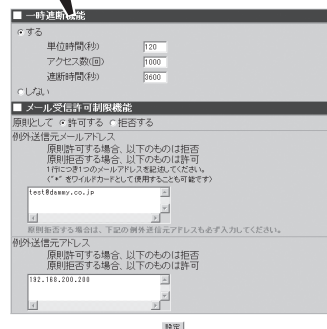 ■ 一時遮断機能
する
単位時間(秒) 120
アクセス数(回) 1000
遮断時間(秒) 3600
しない
■ メール受信許可制限機能
原則として 許可する 拒否する
例外送信元メールアドレス
原則許可する場合、以下のものは拒否
原則拒否する場合、以下のものは許可
1行につき1つのメールアドレスを記述してください。
("*" をワイルドカードとして使用することも可能です)
test@dammy.co.jp
原則拒否する場合は、下記の例外送信元アドレスも必ず入力してください。
例外送信元アドレス
原則許可する場合、以下のものは拒否
原則拒否する場合、以下のものは許可
192.168.200.200
設定